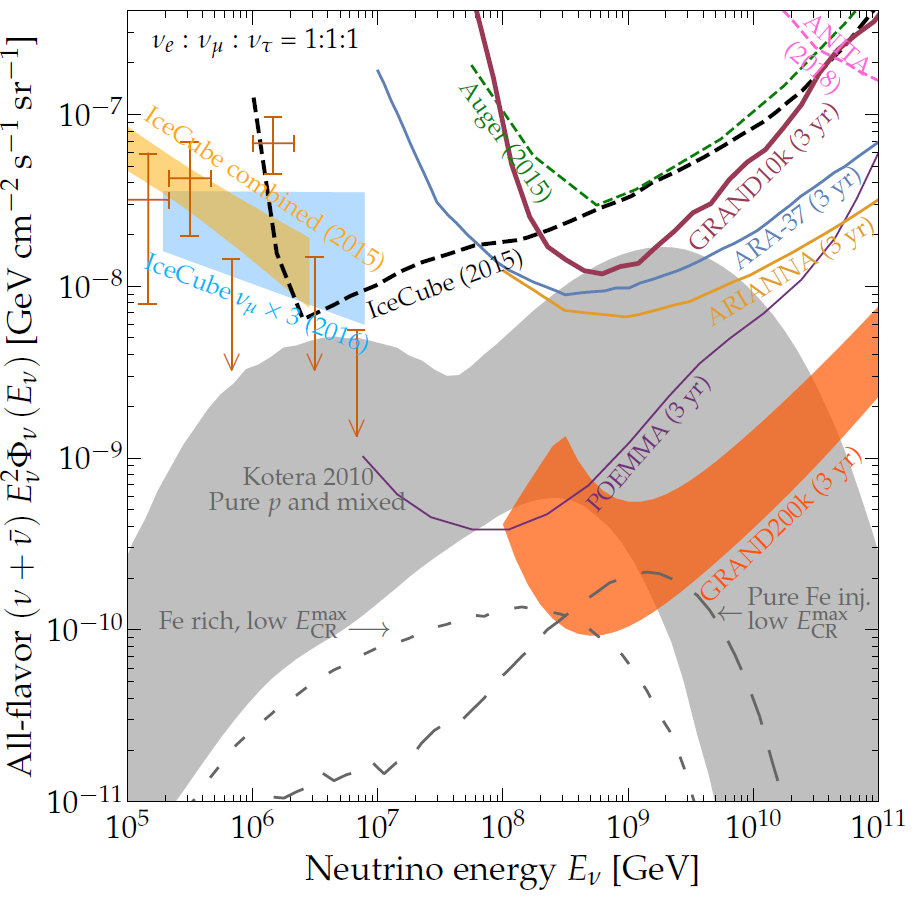 νe : νμ : ντ = 1:1:1
ANITA
(2018)
IceCube combined (2015)
Auger (2015)
GRAND10k (3 yr)
ARA-37 (3 yr)
ARIANNA (3 yr)
IceCube (2015)
IceCube νμ × 3 (2016)
Kotera 2010
Pure p and mixed
POEMMA (3 yr)
GRAND200k (3 yr)
Fe rich, low E_CR^max →
← Pure Fe inj.
low E_CR^max
All-flavor (ν + ν̄) E_ν^2 Φ_ν (E_ν) [GeV cm^−2 s^−1 sr^−1]
10^−7
10^−8
10^−9
10^−10
10^−11
10^5 10^6 10^7 10^8 10^9 10^10 10^11
Neutrino energy E_ν [GeV]